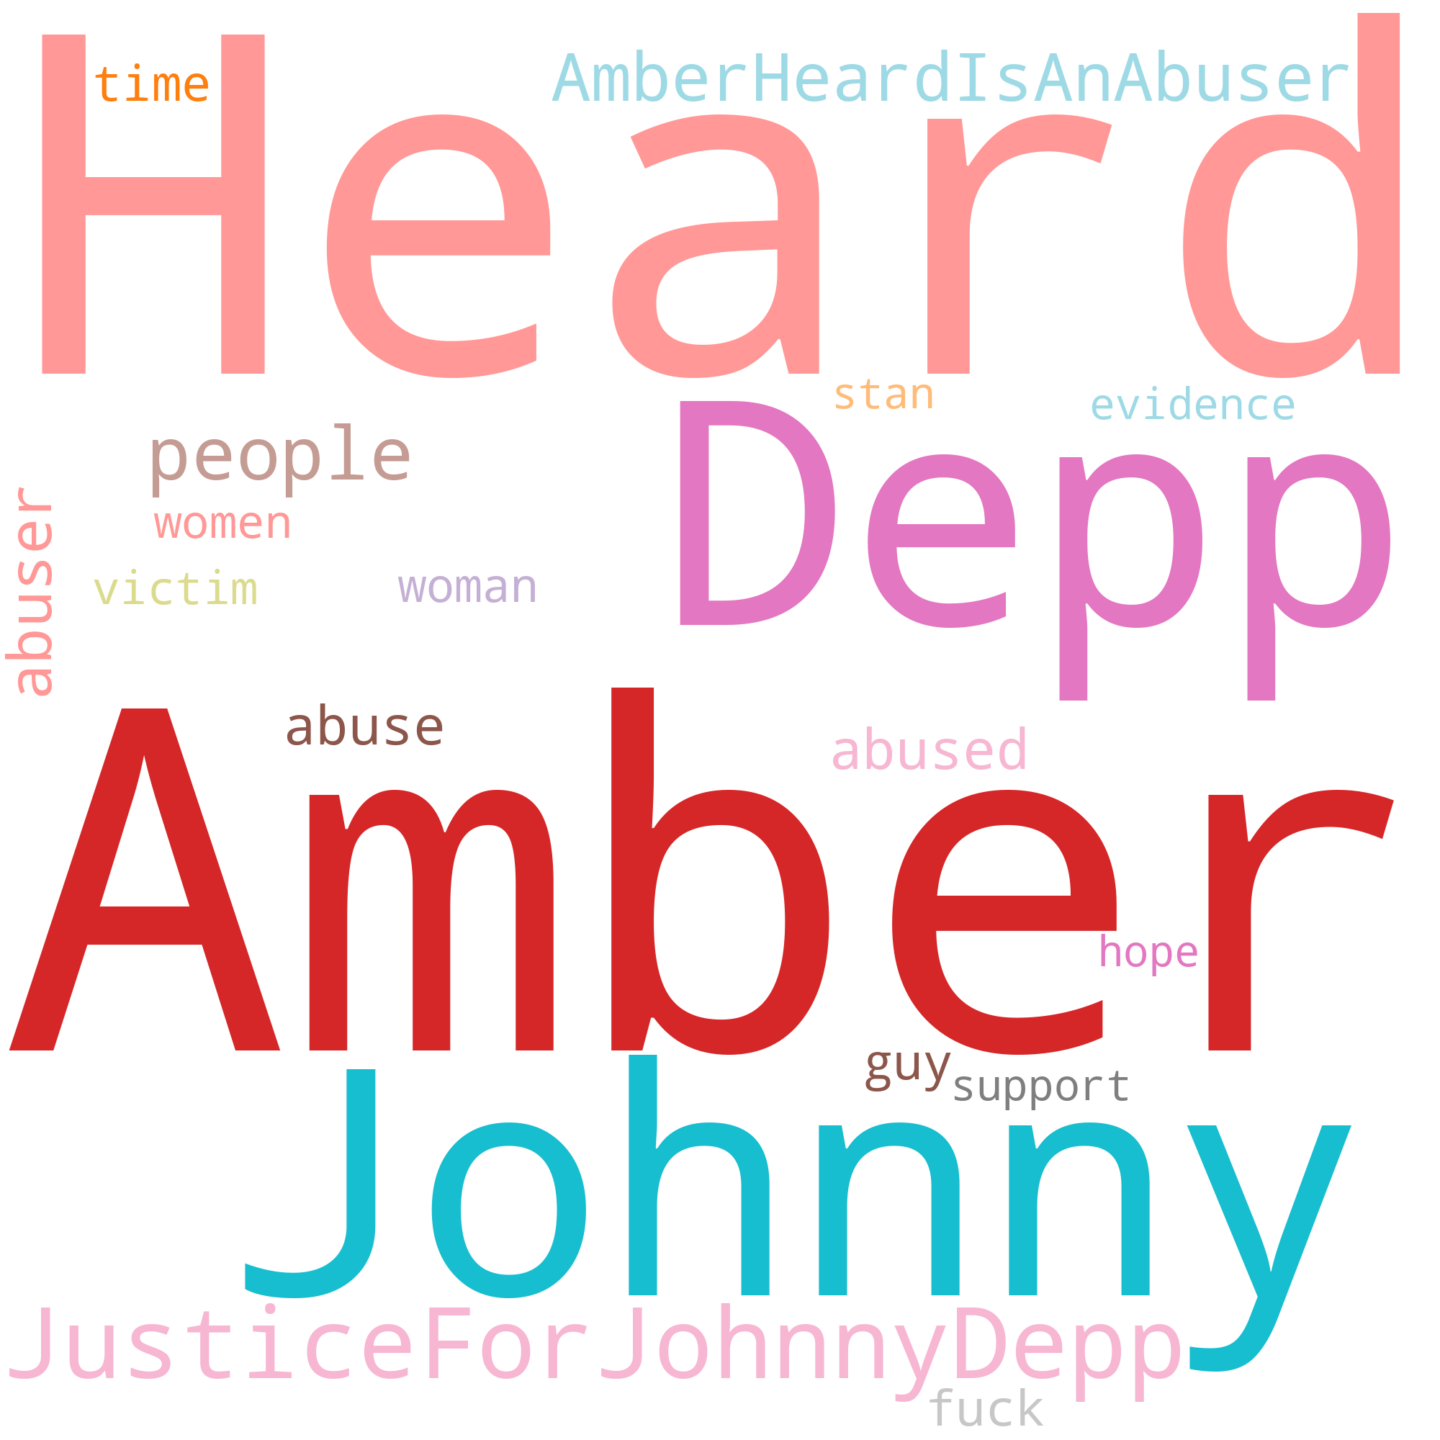 Heard
time
AmberHeardIsAnAbuser
stan
evidence
Depp
people
women
abuser
victim
woman
Amber
abuse
abused
hope
Johnny
guy
support
JusticeForJohnnyDepp
fuck